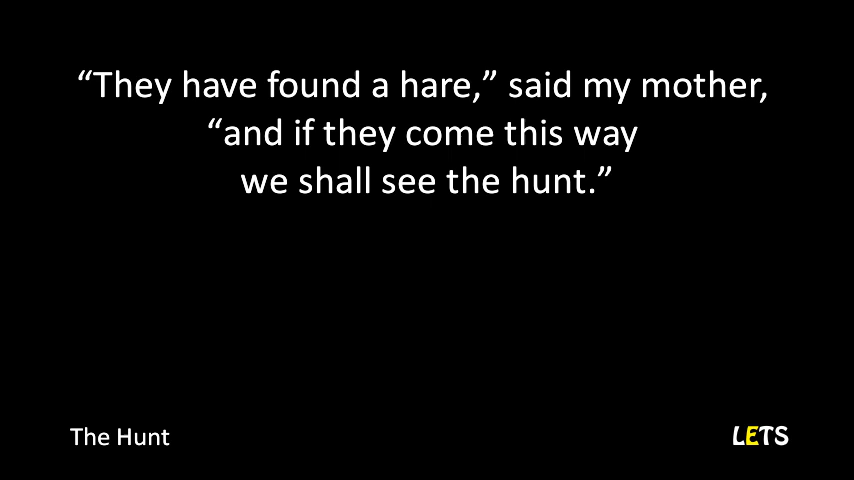 “They have found a hare,” said my mother,
“and if they come this way
we shall see the hunt.”
The Hunt
LETS